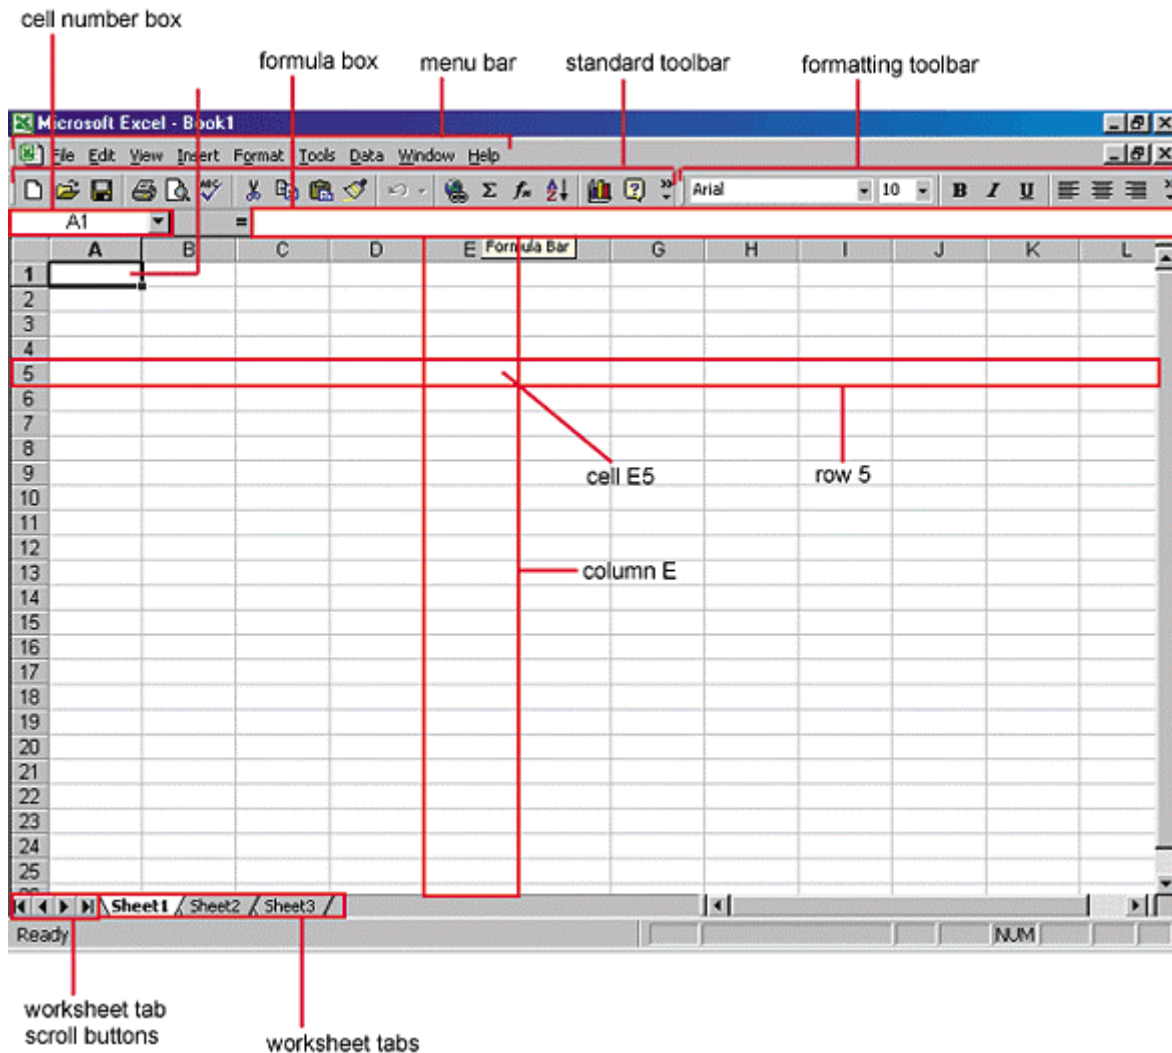 cell number box
formula box
menu bar
standard toolbar
formatting toolbar
Microsoft Excel - Book1
File Edit View Insert Format Tools Data Window Help
ABC Σ f A Z ? » Arial 10 B I U
A1 =
A B C D E Formula Bar G H I J K L
1
2
3
4
5
6
7
8
9
cell E5
row 5
10
11
12
13
column E
14
15
16
17
18
19
20
21
22
23
24
25
Sheet1 Sheet2 Sheet3
Ready NUM
worksheet tab
scroll buttons
worksheet tabs